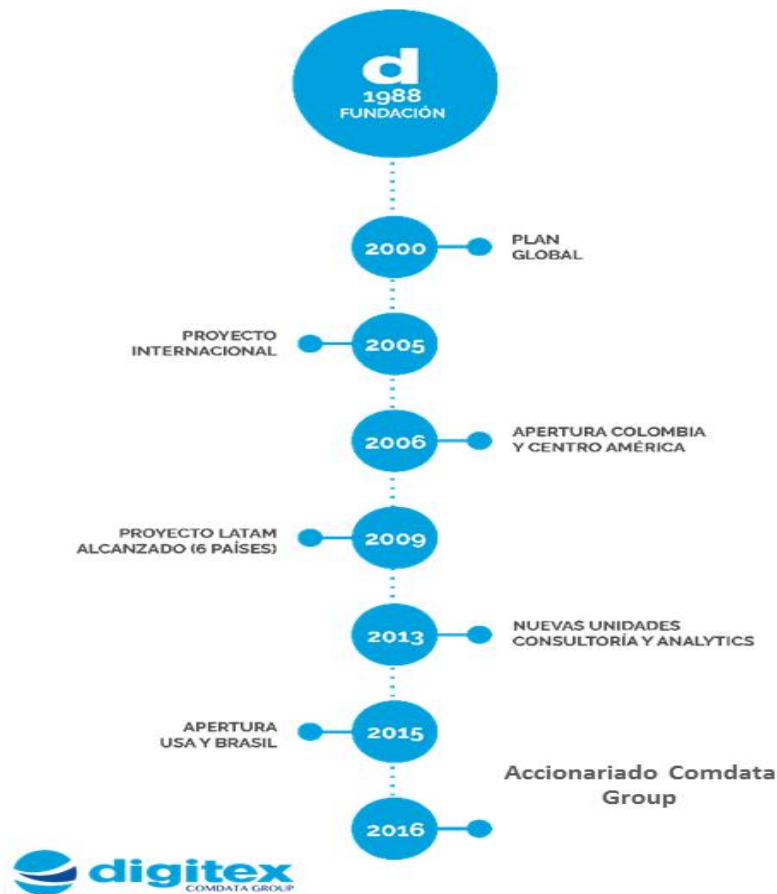 d
1988
FUNDACIÓN
2000
PLAN
GLOBAL
PROYECTO
INTERNACIONAL
2005
2006
APERTURA COLOMBIA
Y CENTRO AMÉRICA
PROYECTO LATAM
ALCANZADO (6 PAÍSES)
2009
2013
NUEVAS UNIDADES
CONSULTORÍA Y ANALYTICS
APERTURA
USA Y BRASIL
2015
Accionariado Comdata
Group
2016
digitex
COMDATA GROUP